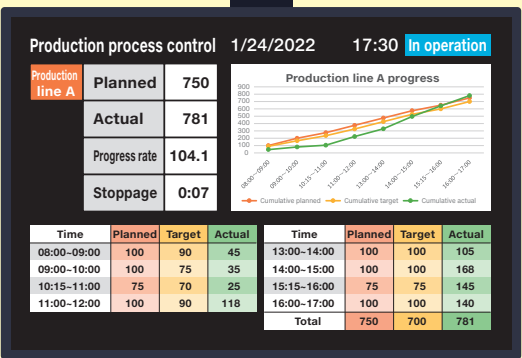 Production process control 1/24/2022 17:30 In operation
Production line A
Planned 750
Actual 781
Progress rate 104.1
Stoppage 0:07
Production line A progress
900
800
700
600
500
400
300
200
100
0
08:00~09:00 09:00~10:00 10:15~11:00 11:00~12:00 13:00~14:00 14:00~15:00 15:15~16:00 16:00~17:00
Cumulative planned Cumulative target Cumulative actual
Time Planned Target Actual
08:00~09:00 100 90 45
09:00~10:00 100 75 35
10:15~11:00 75 70 25
11:00~12:00 100 90 118
Time Planned Target Actual
13:00~14:00 100 100 105
14:00~15:00 100 100 168
15:15~16:00 75 75 145
16:00~17:00 100 100 140
Total 750 700 781